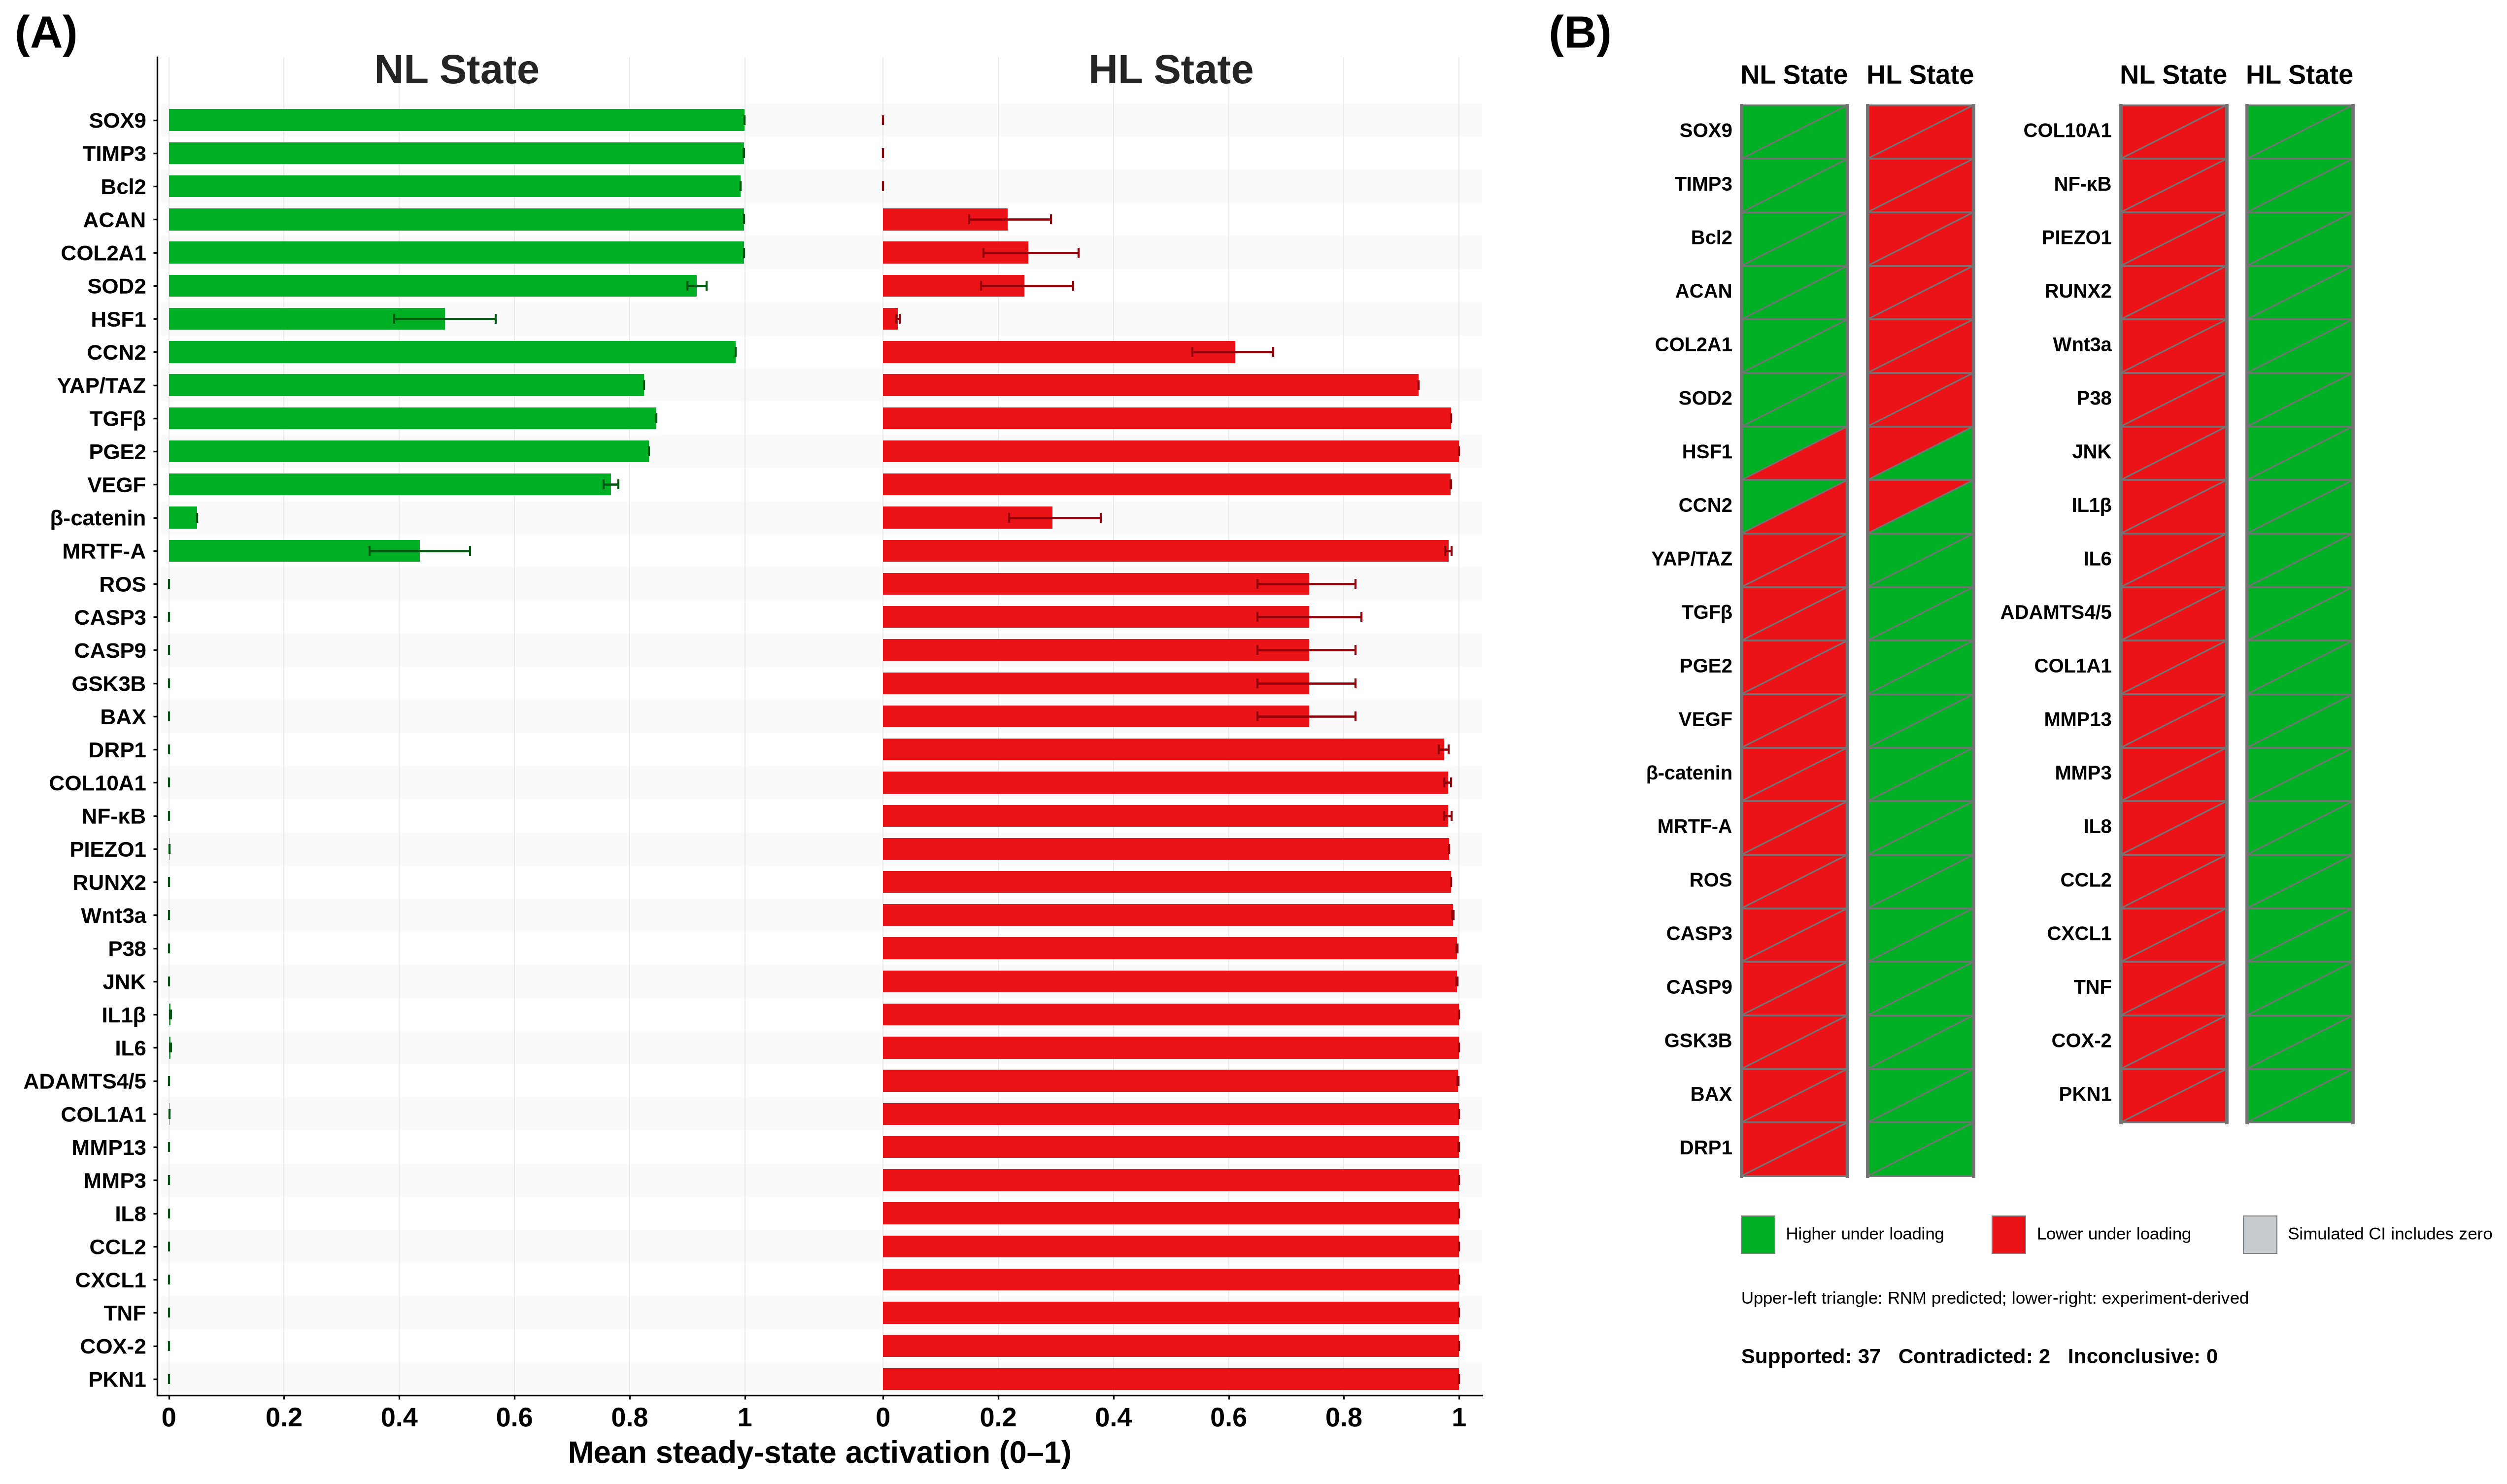 (A)
NL State
HL State
SOX9
TIMP3
Bcl2
ACAN
COL2A1
SOD2
HSF1
CCN2
YAP/TAZ
TGFβ
PGE2
VEGF
β-catenin
MRTF-A
ROS
CASP3
CASP9
GSK3B
BAX
DRP1
COL10A1
NF-κB
PIEZO1
RUNX2
Wnt3a
P38
JNK
IL1β
IL6
ADAMTS4/5
COL1A1
MMP13
MMP3
IL8
CCL2
CXCL1
TNF
COX-2
PKN1
0 0.2 0.4 0.6 0.8 1 0 0.2 0.4 0.6 0.8 1
Mean steady-state activation (0–1)
(B)
NL State HL State
SOX9
TIMP3
Bcl2
ACAN
COL2A1
SOD2
HSF1
CCN2
YAP/TAZ
TGFβ
PGE2
VEGF
β-catenin
MRTF-A
ROS
CASP3
CASP9
GSK3B
BAX
DRP1
NL State HL State
COL10A1
NF-κB
PIEZO1
RUNX2
Wnt3a
P38
JNK
IL1β
IL6
ADAMTS4/5
COL1A1
MMP13
MMP3
IL8
CCL2
CXCL1
TNF
COX-2
PKN1
Higher under loading Lower under loading Simulated CI includes zero
Upper-left triangle: RNM predicted; lower-right: experiment-derived
Supported: 37 Contradicted: 2 Inconclusive: 0